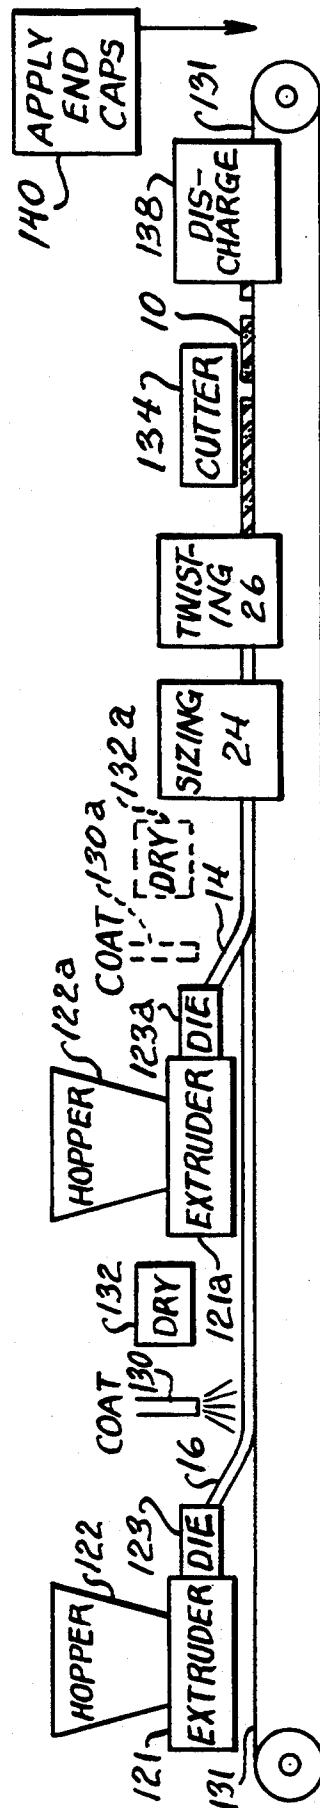 HOPPER
122
EXTRUDER
121
DIE
123
131
16
COAT
130
DRY
132
HOPPER
122a
EXTRUDER
121a
DIE
123a
14
COAT
130a
DRY
132a
SIZING
24
TWIST-
ING
26
CUTTER
134
10
DIS-
CHARGE
138
131
APPLY
END
CAPS
140